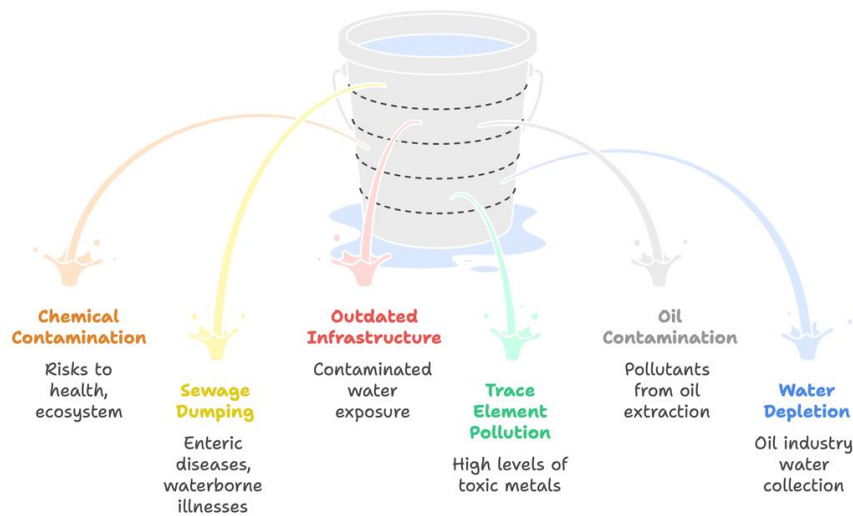 Chemical
Contamination
Risks to
health,
ecosystem
Sewage
Dumping
Enteric
diseases,
waterborne
illnesses
Outdated
Infrastructure
Contaminated
water
exposure
Trace
Element
Pollution
High levels of
toxic metals
Oil
Contamination
Pollutants
from oil
extraction
Water
Depletion
Oil industry
water
collection